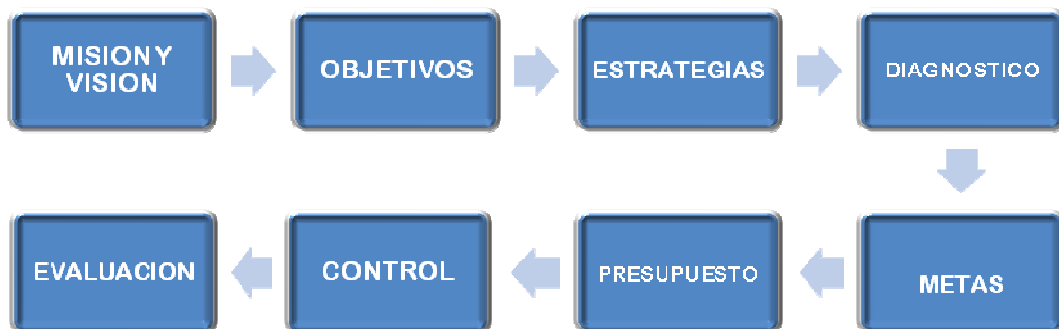 MISION Y
VISION
OBJETIVOS
ESTRATEGIAS
DIAGNOSTICO
METAS
PRESUPUESTO
CONTROL
EVALUACION